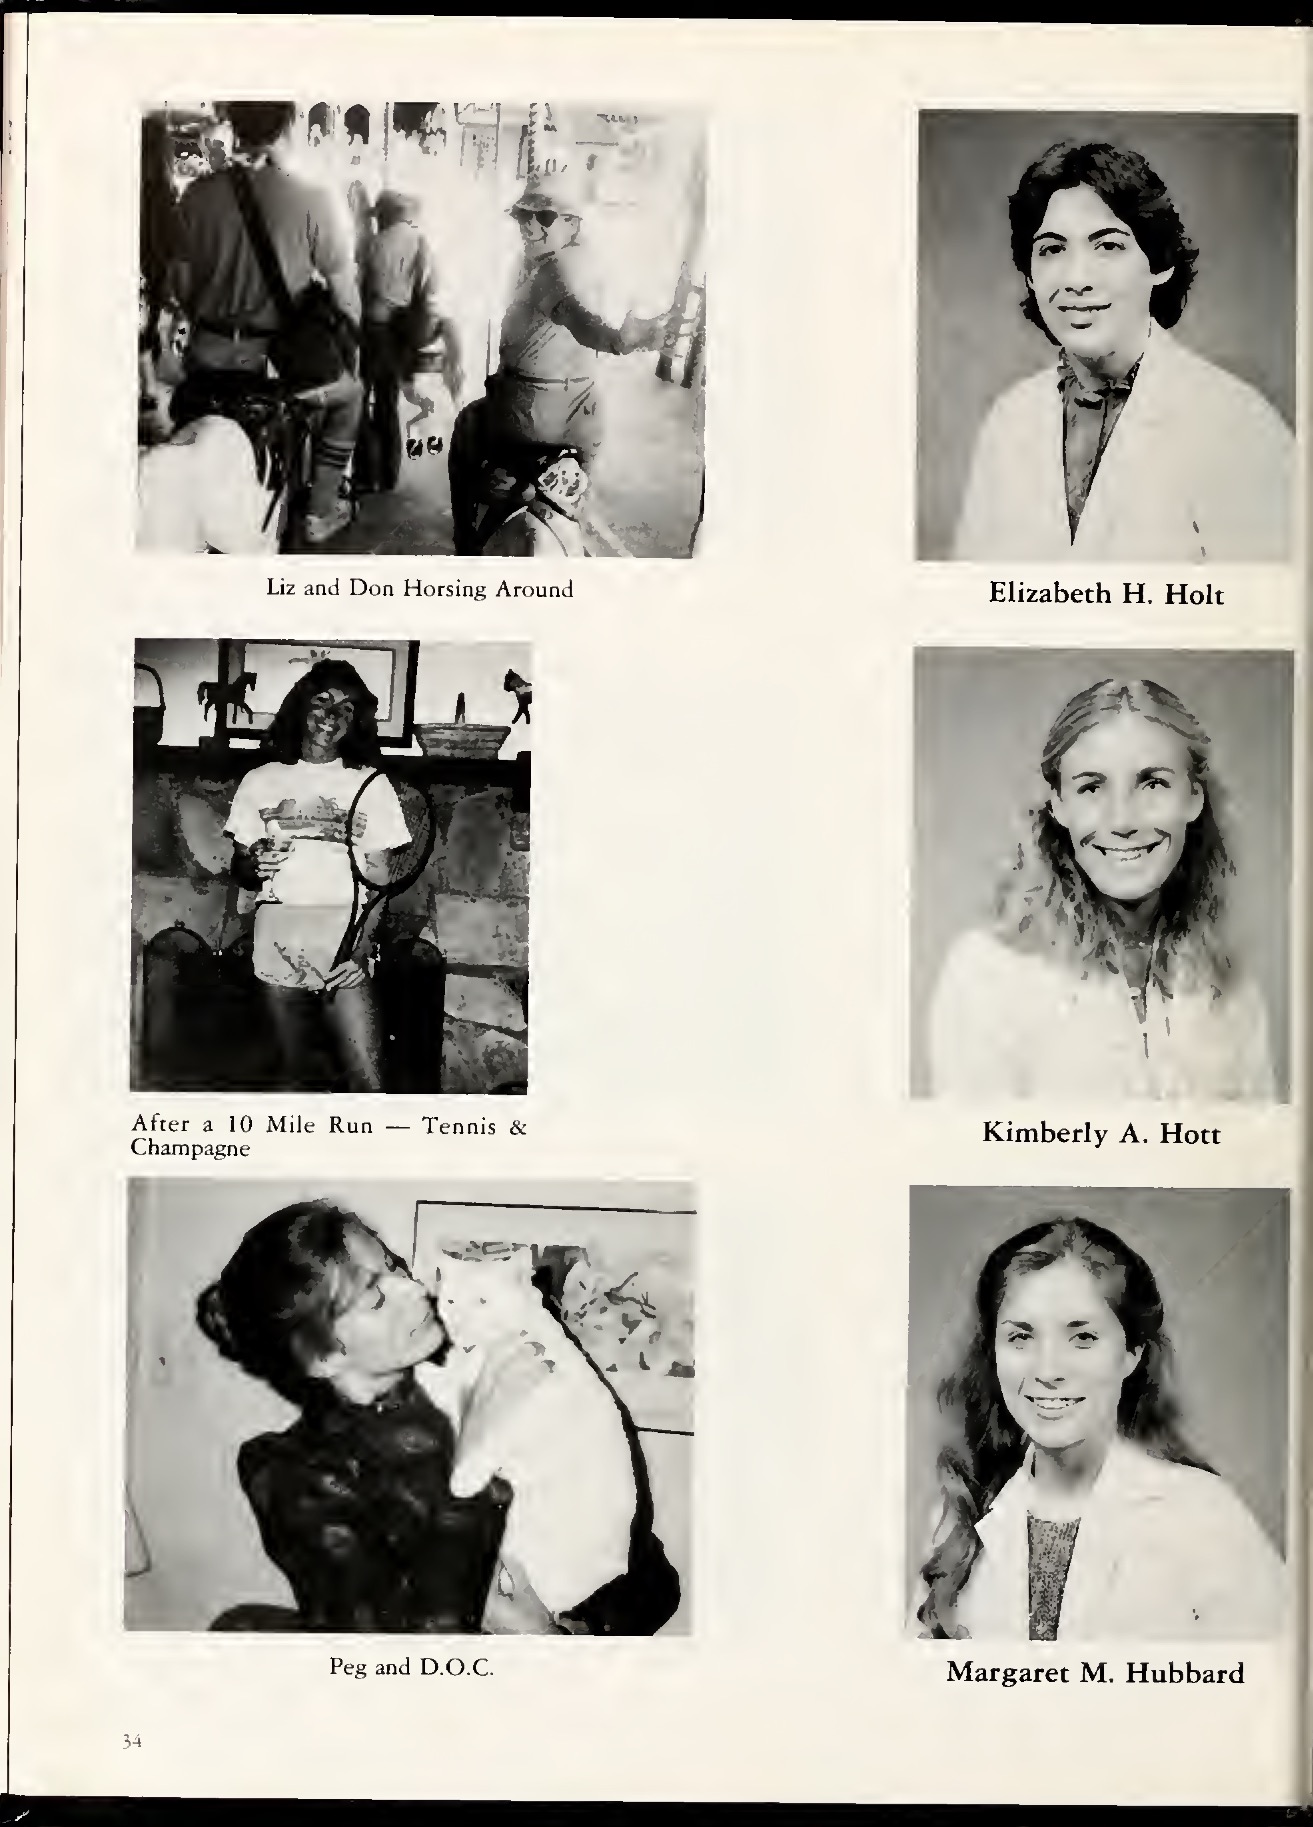 Liz and Don Horsing Around
Elizabeth H. Holt
After a 10 Mile Run — Tennis &
Champagne
Kimberly A. Hott
Peg and D.O.C.
Margaret M. Hubbard
34